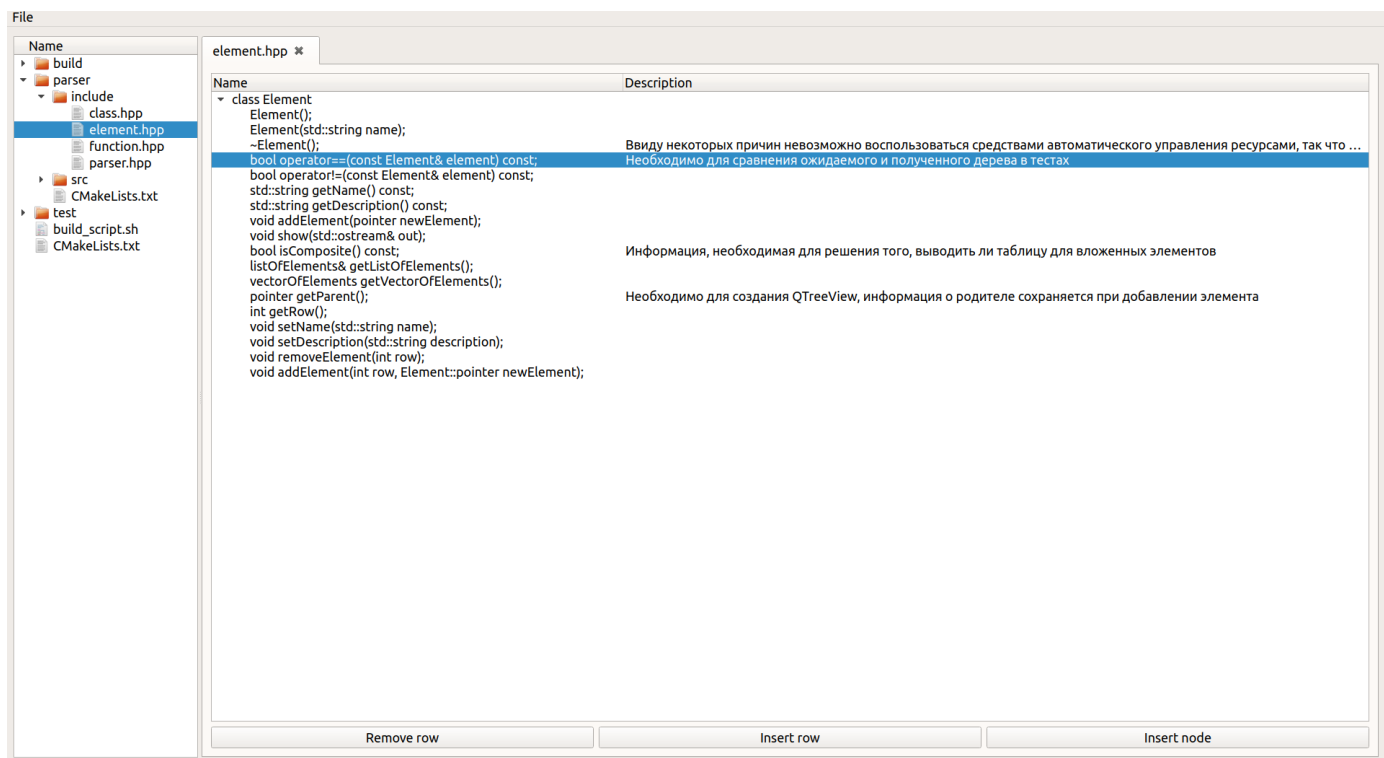 File
Name
build
parser
include
class.hpp
element.hpp
function.hpp
parser.hpp
src
CMakeLists.txt
test
build_script.sh
CMakeLists.txt
element.hpp ✖
Name Description
class Element
Element();
Element(std::string name);
~Element(); Ввиду некоторых причин невозможно воспользоваться средствами автоматического управления ресурсами, так что ...
bool operator==(const Element& element) const; Необходимо для сравнения ожидаемого и полученного дерева в тестах
bool operator!=(const Element& element) const;
std::string getName() const;
std::string getDescription() const;
void addElement(pointer newElement);
void show(std::ostream& out);
bool isComposite() const; Информация, необходимая для решения того, выводить ли таблицу для вложенных элементов
listOfElements& getListOfElements();
vectorOfElements getVectorOfElements();
pointer getParent(); Необходимо для создания QTreeView, информация о родителе сохраняется при добавлении элемента
int getRow();
void setName(std::string name);
void setDescription(std::string description);
void removeElement(int row);
void addElement(int row, Element::pointer newElement);
Remove row Insert row Insert node